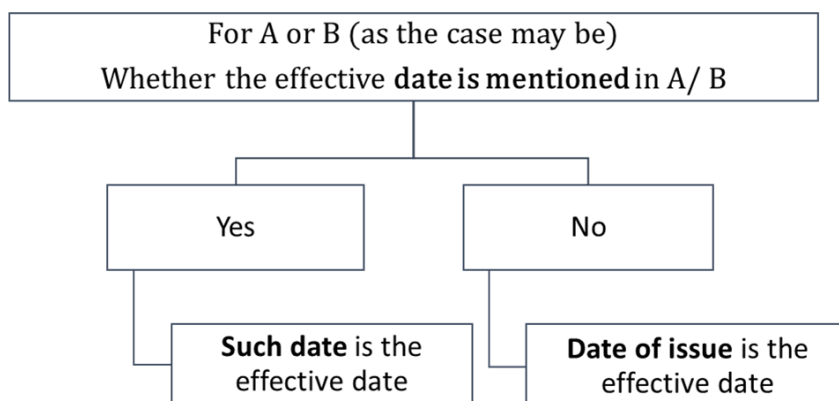 For A or B (as the case may be)
Whether the effective date is mentioned in A/ B
Yes
No
Such date is the
effective date
Date of issue is the
effective date